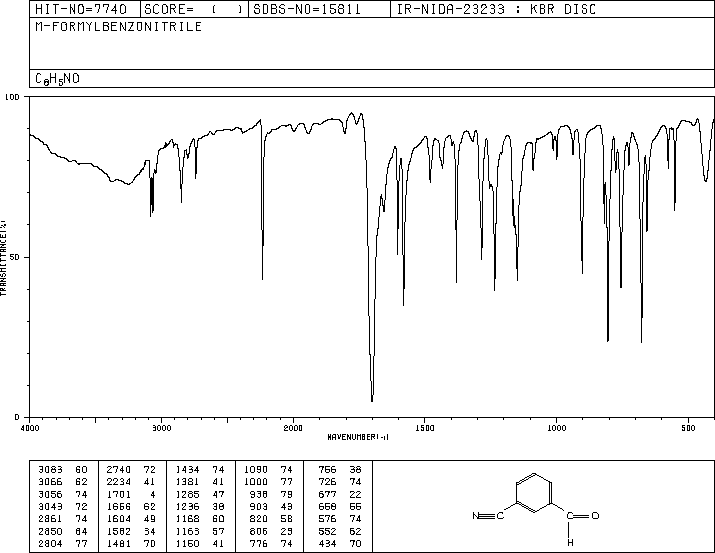 HIT-NO=7740 SCORE= ( ) SDBS-NO=15811 IR-NIDA-23233 : KBR DISC
M-FORMYLBENZONITRILE
C8H5NO
100
50
0
TRANSMITTANCE(%)
4000 3000 2000 1500 1000 500
WAVENUMBER(-1)
3083 60 2740 72 1434 74 1090 74 756 38
3066 62 2234 41 1381 41 1000 77 726 74
3056 74 1701 4 1285 47 938 79 677 22
3043 72 1656 62 1236 38 903 43 658 55
2861 74 1604 49 1168 60 820 58 576 74
2850 64 1582 34 1163 57 806 23 552 62
2804 77 1481 70 1150 41 776 74 434 70
N≡C C=O
H